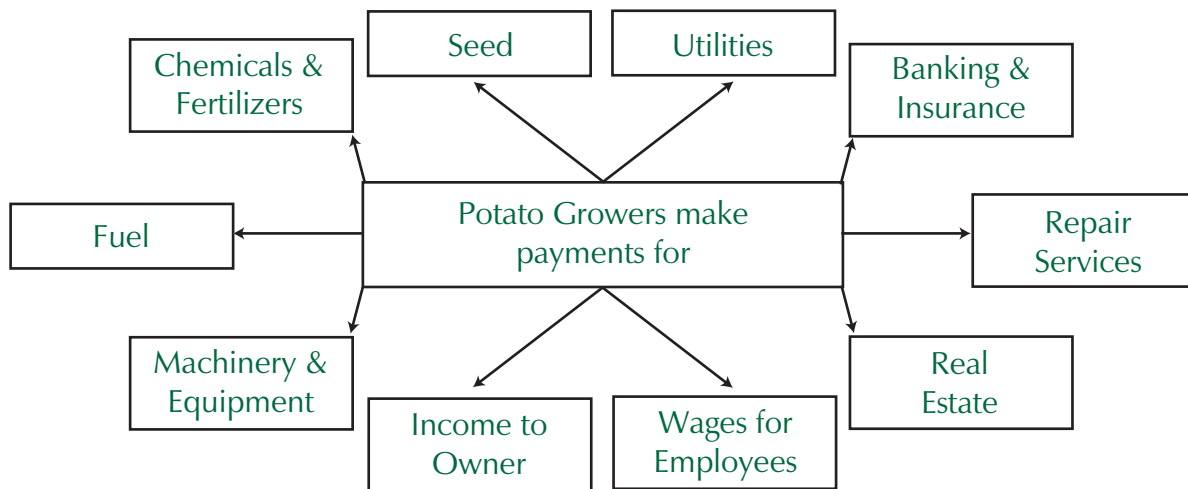 Seed
Utilities
Chemicals &
Fertilizers
Banking &
Insurance
Potato Growers make
payments for
Fuel
Repair
Services
Machinery &
Equipment
Real
Estate
Income to
Owner
Wages for
Employees